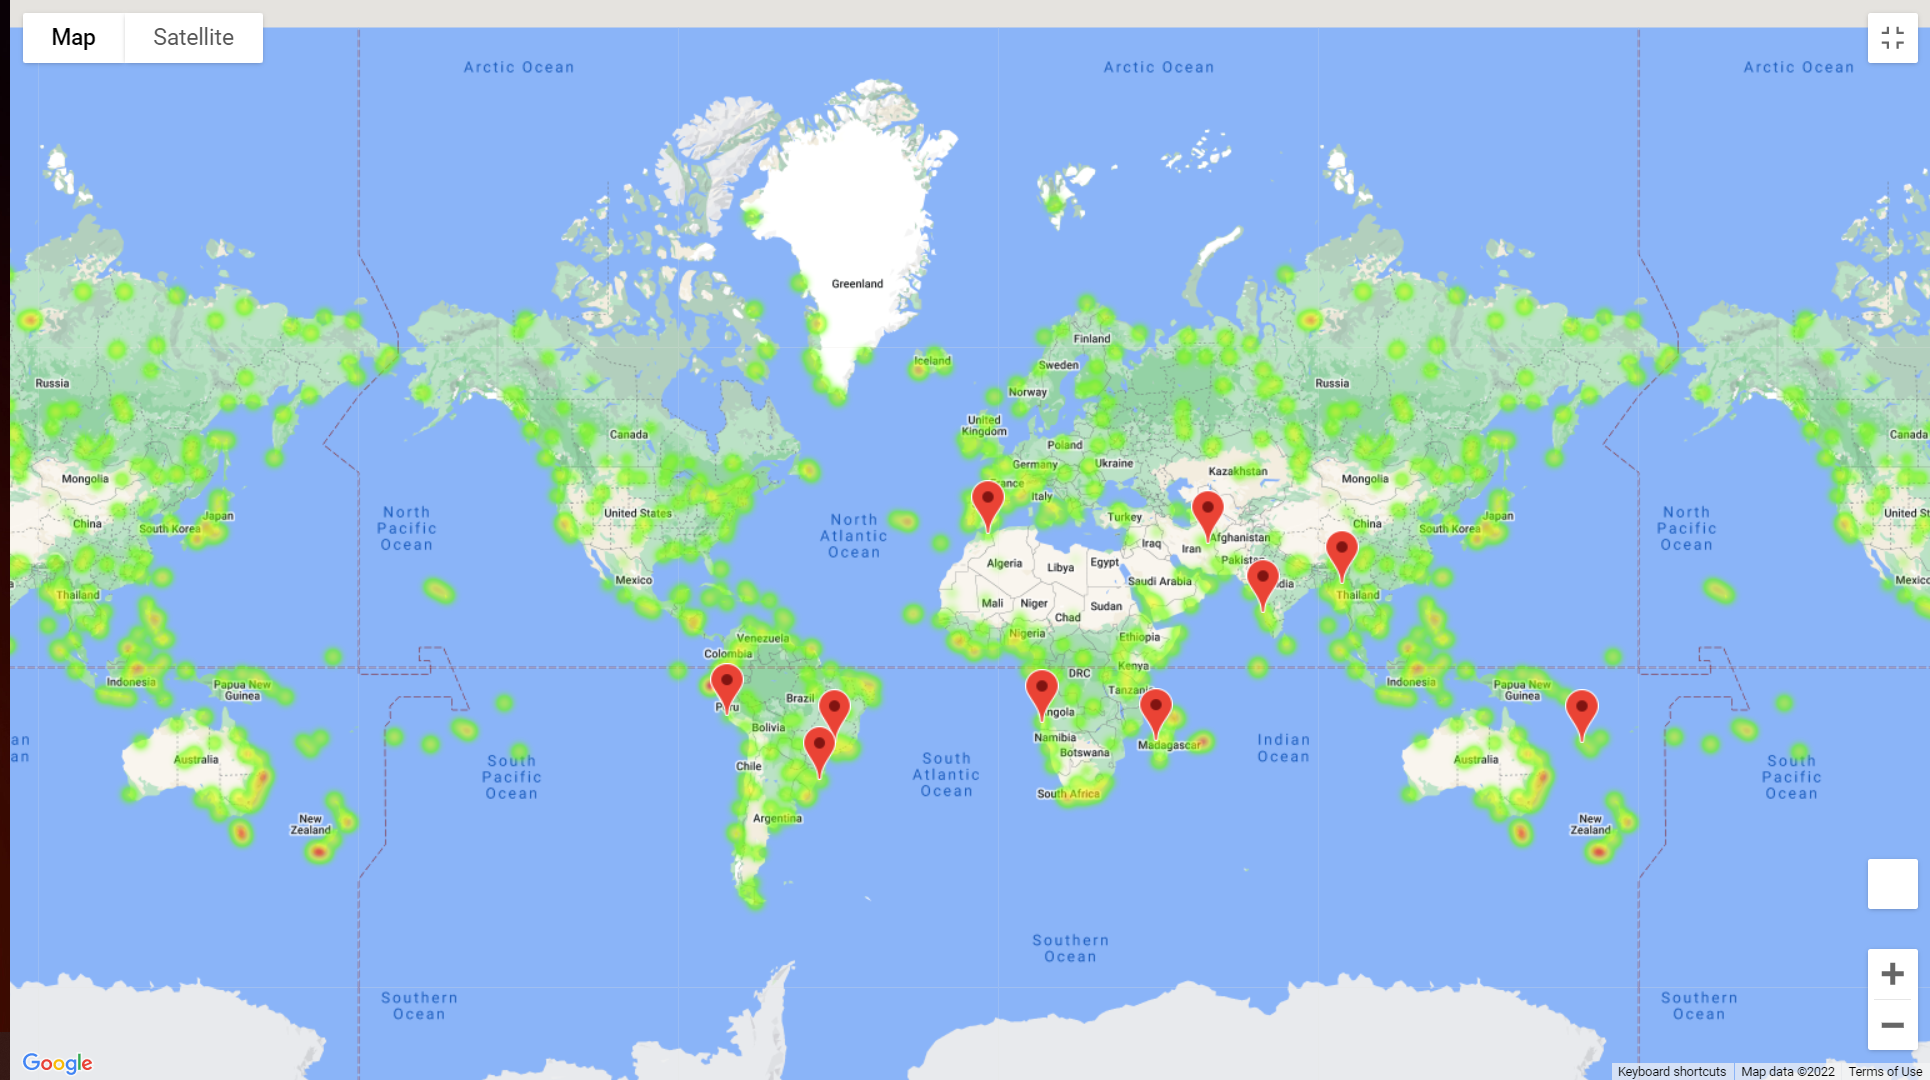 Map
Satellite
Arctic Ocean
Arctic Ocean
Arctic Ocean
Greenland
Finland
Iceland
Sweden
Russia
Russia
Norway
United
Kingdom
Canada
Canada
Poland
Germany
Ukraine
Kazakhstan
Mongolia
Mongolia
France
Italy
North
Pacific
Ocean
United States
North
Atlantic
Ocean
Turkey
China
China
South Korea
Japan
South Korea
Japan
North
Pacific
Ocean
United St
Iraq
Iran
Afghanistan
Algeria
Libya
Egypt
Pakista
Mexico
Saudi Arabia
dia
Mexico
Thailand
Mali
Niger
Sudan
Chad
Thailand
Venezuela
Nigeria
Ethiopia
Colombia
Kenya
DRC
Indonesia
Papua New
Guinea
Brazil
Tanzania
Indonesia
Papua New
Guinea
Peru
Bolivia
ngola
Namibia
Botswana
Madagascar
Indian
Ocean
an
an
Australia
South
Pacific
Ocean
Chile
South
Atlantic
Ocean
South Africa
Australia
South
Pacific
Ocean
New
Zealand
Argentina
New
Zealand
Southern
Ocean
Southern
Ocean
Southern
Ocean
Google
Keyboard shortcuts
Map data ©2022
Terms of Use